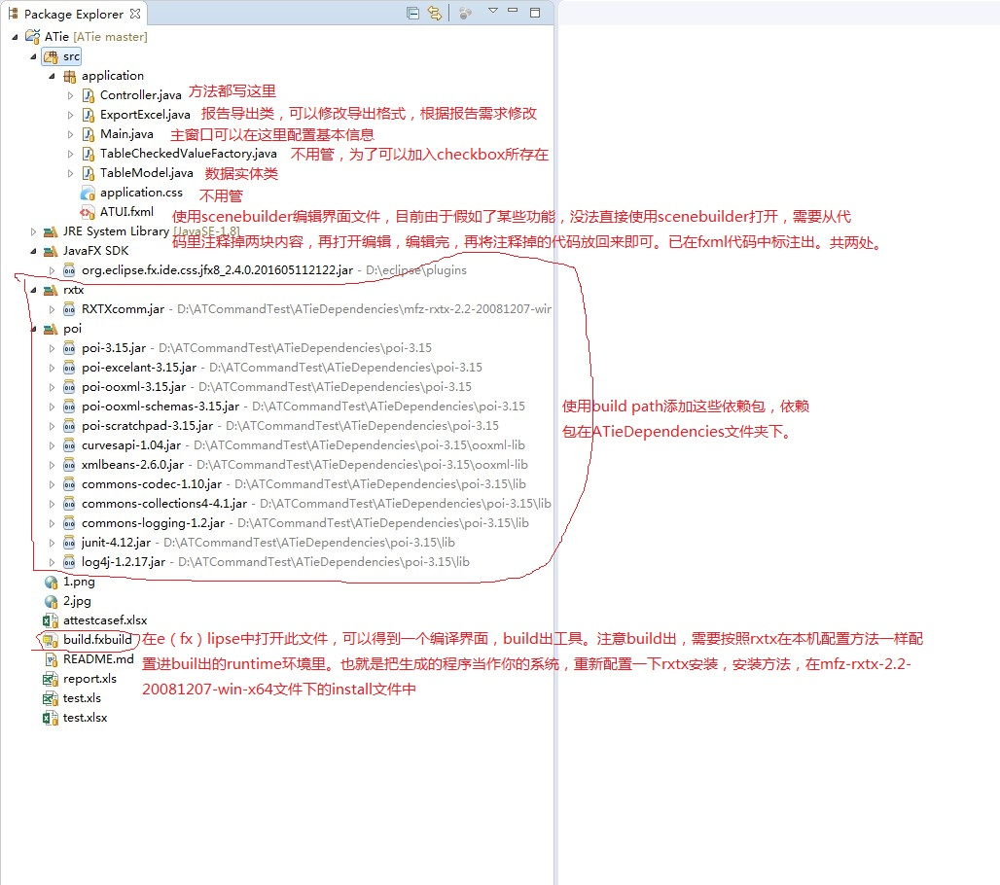 Package Explorer
ATie [ATie master]
src
application
Controller.java 方法都写这里
ExportExcel.java 报告导出类，可以修改导出格式，根据报告需求修改
Main.java 主窗口可以在这里配置基本信息
TableCheckedValueFactory.java 不用管，为了可以加入checkbox所存在
TableModel.java 数据实体类
application.css 不用管
ATUI.fxml 使用scenebuilder编辑界面文件，目前由于假如了某些功能，没法直接使用scenebuilder打开，需要从代
JRE System Library [JavaSE-1.8] 码里注释掉两块内容，再打开编辑，编辑完，再将注释掉的代码放回来即可。已在fxml代码中标注出。共两处。
JavaFX SDK
org.eclipse.fx.ide.css.jfx8_2.4.0.201605112122.jar - D:\eclipse\plugins
rxtx
RXTXcomm.jar - D:\ATCommandTest\ATieDependencies\mfz-rxtx-2.2-20081207-wir
poi
poi-3.15.jar - D:\ATCommandTest\ATieDependencies\poi-3.15
poi-excelant-3.15.jar - D:\ATCommandTest\ATieDependencies\poi-3.15
poi-ooxml-3.15.jar - D:\ATCommandTest\ATieDependencies\poi-3.15
poi-ooxml-schemas-3.15.jar - D:\ATCommandTest\ATieDependencies\poi-3.15
poi-scratchpad-3.15.jar - D:\ATCommandTest\ATieDependencies\poi-3.15
curvesapi-1.04.jar - D:\ATCommandTest\ATieDependencies\poi-3.15\ooxml-lib
xmlbeans-2.6.0.jar - D:\ATCommandTest\ATieDependencies\poi-3.15\ooxml-lib
commons-codec-1.10.jar - D:\ATCommandTest\ATieDependencies\poi-3.15\lib
commons-collections4-4.1.jar - D:\ATCommandTest\ATieDependencies\poi-3.15\lib
commons-logging-1.2.jar - D:\ATCommandTest\ATieDependencies\poi-3.15\lib
junit-4.12.jar - D:\ATCommandTest\ATieDependencies\poi-3.15\lib
log4j-1.2.17.jar - D:\ATCommandTest\ATieDependencies\poi-3.15\lib
使用build path添加这些依赖包，依赖
包在ATieDependencies文件夹下。
1.png
2.jpg
attestcasef.xlsx
build.fxbuild
README.md
report.xls
test.xls
test.xlsx
在e（fx）lipse中打开此文件，可以得到一个编译界面，build出工具。注意build出，需要按照rxtx在本机配置方法一样配
置进buil出的runtime环境里。也就是把生成的程序当作你的系统，重新配置一下rxtx安装，安装方法，在mfz-rxtx-2.2-
20081207-win-x64文件下的install文件中